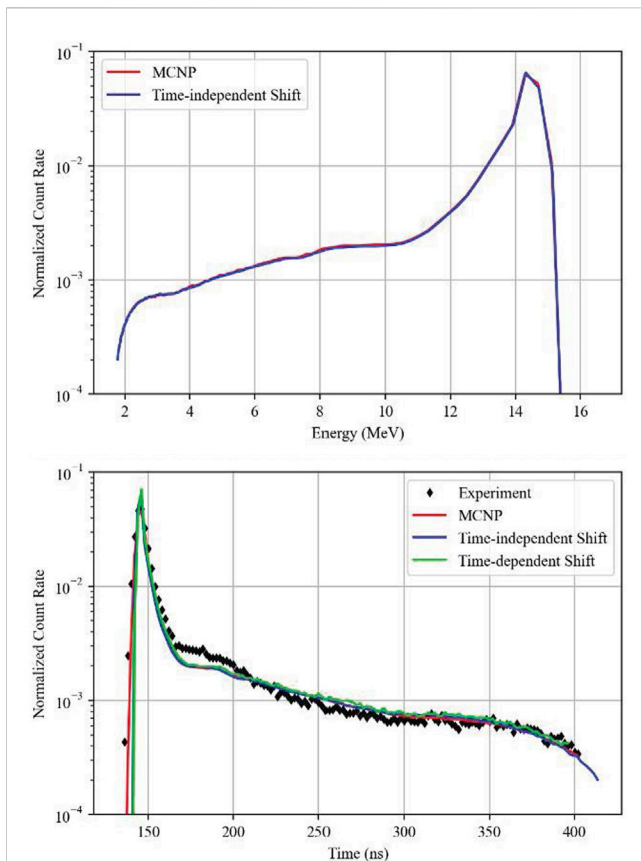 10⁻¹
MCNP
Time-independent Shift
10⁻²
10⁻³
10⁻⁴
Normalized Count Rate
2 4 6 8 10 12 14 16
Energy (MeV)
10⁻¹
Experiment
MCNP
Time-independent Shift
Time-dependent Shift
10⁻²
10⁻³
10⁻⁴
Normalized Count Rate
150 200 250 300 350 400
Time (ns)